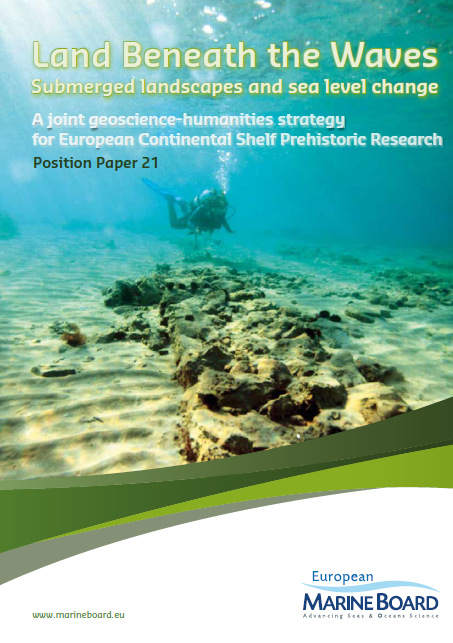 Land Beneath the Waves
Submerged landscapes and sea level change
A joint geoscience-humanities strategy
for European Continental Shelf Prehistoric Research
Position Paper 21
European
MARINE BOARD
Advancing Seas & Oceans Science
www.marineboard.eu